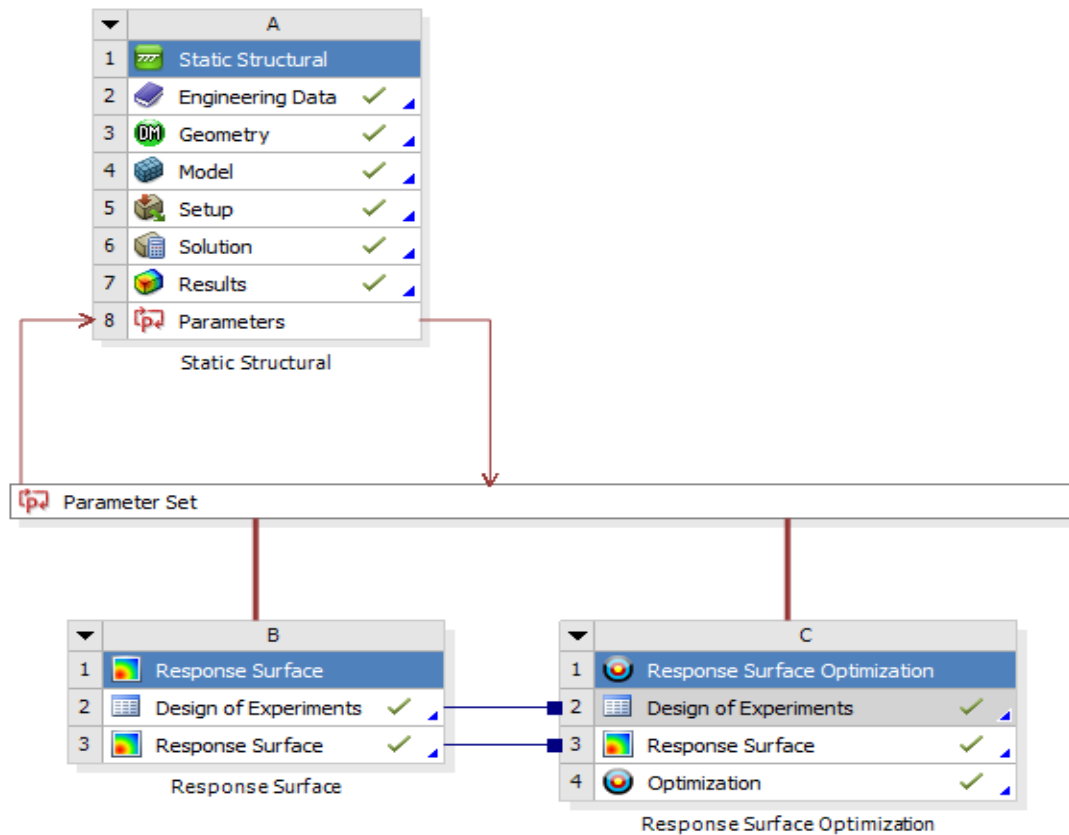 A
1 Static Structural
2 Engineering Data
3 DM Geometry
4 Model
5 Setup
6 Solution
7 Results
8 p Parameters
Static Structural
p Parameter Set
B
1 Response Surface
2 Design of Experiments
3 Response Surface
Response Surface
C
1 Response Surface Optimization
2 Design of Experiments
3 Response Surface
4 Optimization
Response Surface Optimization